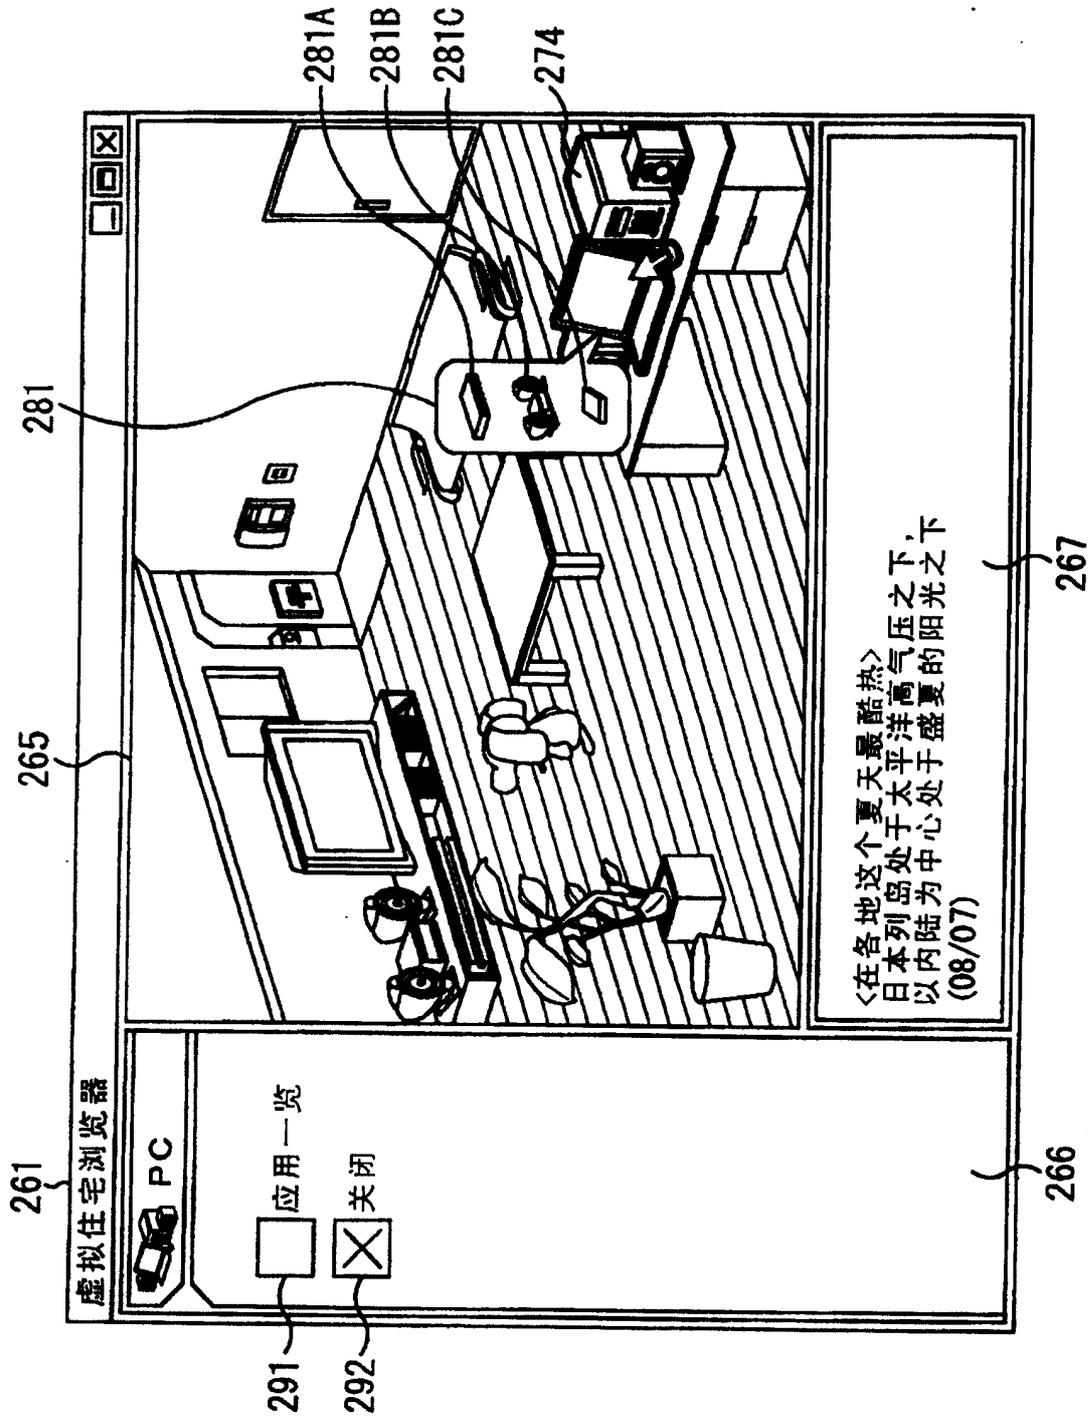 261
虚拟住宅浏览器
265
281
281A
281B
281C
274
PC
291
应用一览
292
关闭
<在各地这个夏天最酷热>
日本列岛处于太平洋高气压之下,
以内陆为中心处于盛夏的阳光之下
(08/07)
266
267